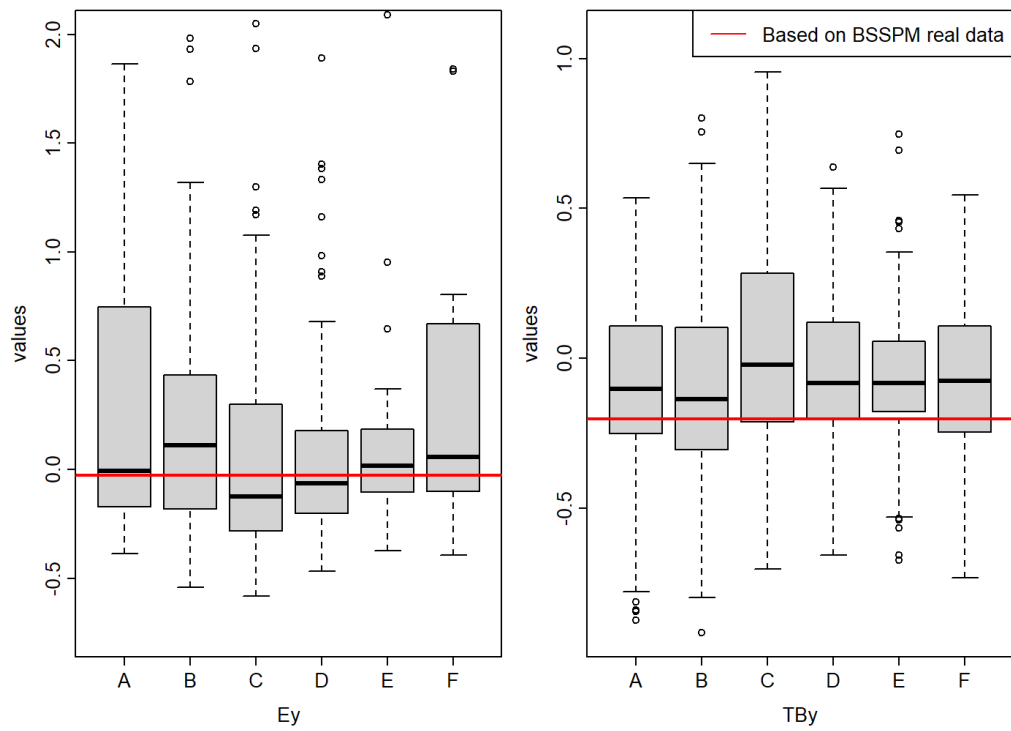 2.0
1.5
1.0
0.5
0.0
-0.5
values
A B C D E F
Ey
Based on BSSPM real data
1.0
0.5
0.0
-0.5
values
A B C D E F
TBy